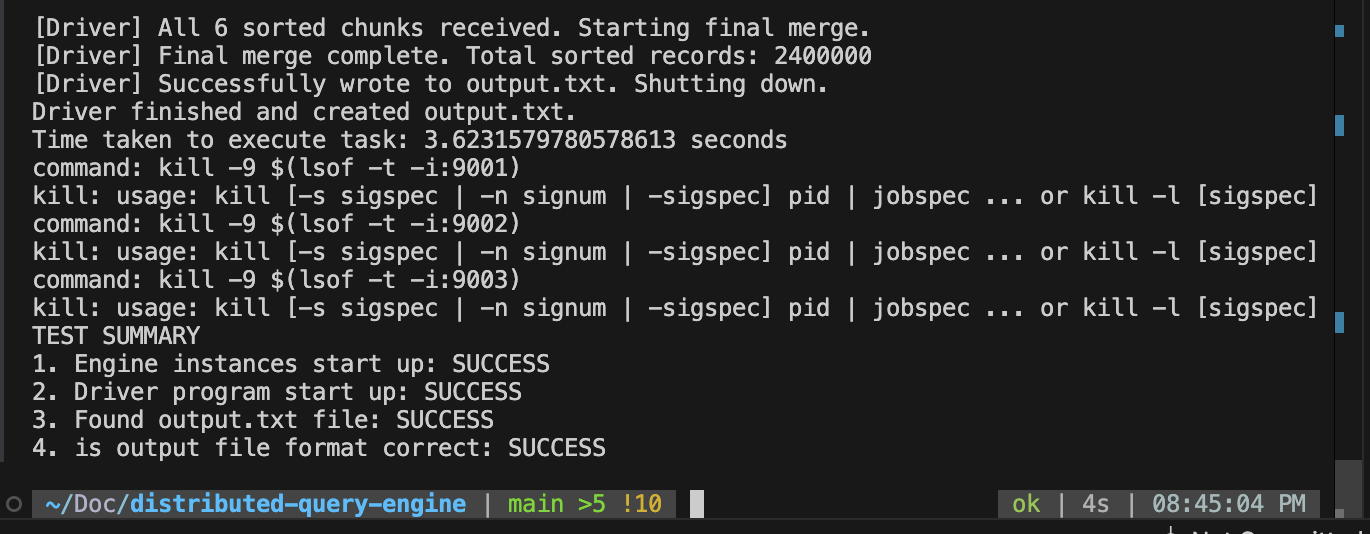 [Driver] All 6 sorted chunks received. Starting final merge.
[Driver] Final merge complete. Total sorted records: 2400000
[Driver] Successfully wrote to output.txt. Shutting down.
Driver finished and created output.txt.
Time taken to execute task: 3.6231579780578613 seconds
command: kill -9 $(lsof -t -i:9001)
kill: usage: kill [-s sigspec | -n signum | -sigspec] pid | jobspec ... or kill -l [sigspec]
command: kill -9 $(lsof -t -i:9002)
kill: usage: kill [-s sigspec | -n signum | -sigspec] pid | jobspec ... or kill -l [sigspec]
command: kill -9 $(lsof -t -i:9003)
kill: usage: kill [-s sigspec | -n signum | -sigspec] pid | jobspec ... or kill -l [sigspec]
TEST SUMMARY
1. Engine instances start up: SUCCESS
2. Driver program start up: SUCCESS
3. Found output.txt file: SUCCESS
4. is output file format correct: SUCCESS
~/Doc/distributed-query-engine | main >5 !10 ok | 4s | 08:45:04 PM